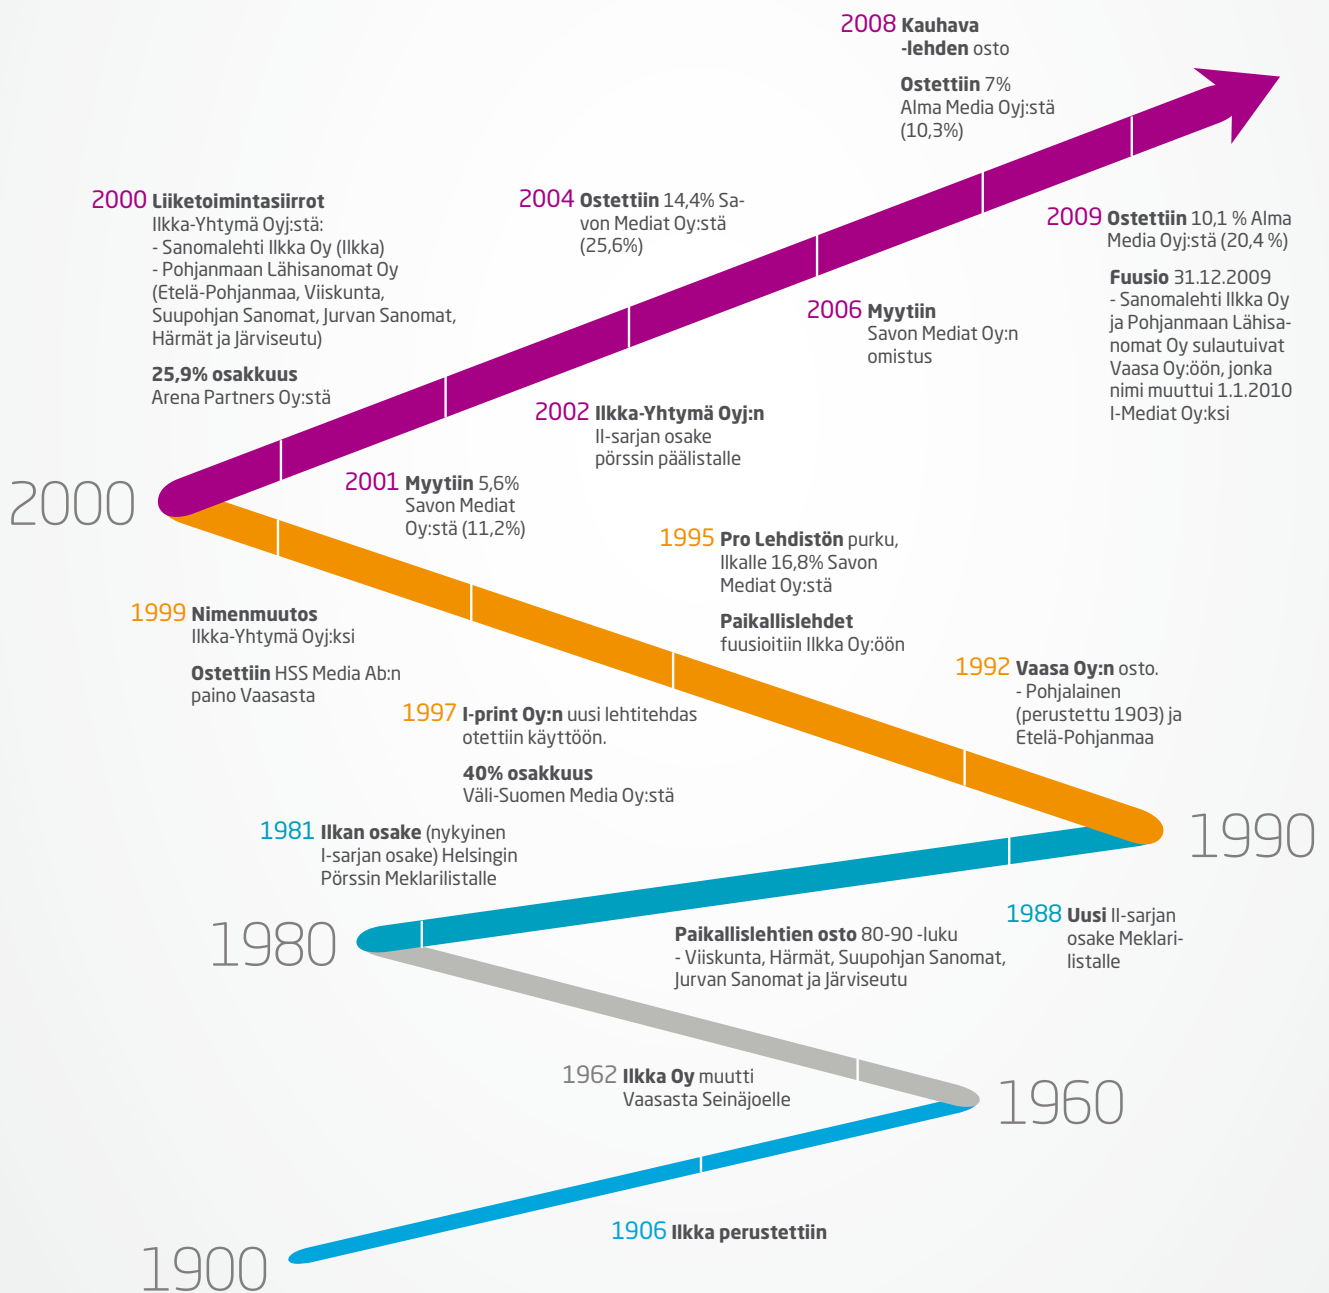 2008 Kauhava
-lehden osto
Ostettiin 7%
Alma Media Oyj:stä
(10,3%)
2000 Liiketoimintasiirrot
Ilkka-Yhtymä Oyj:stä:
- Sanomalehti Ilkka Oy (Ilkka)
- Pohjanmaan Lähisanomat Oy
(Etelä-Pohjanmaa, Viiskunta,
Suupohjan Sanomat, Jurvan Sanomat,
Härmät ja Järviseutu)
25,9% osakkuus
Arena Partners Oy:stä
2004 Ostettiin 14,4% Sa-
von Mediat Oy:stä
(25,6%)
2009 Ostettiin 10,1 % Alma
Media Oyj:stä (20,4 %)
Fuusio 31.12.2009
- Sanomalehti Ilkka Oy
ja Pohjanmaan Lähisa-
nomat Oy sulautuivat
Vaasa Oy:öön, jonka
nimi muuttui 1.1.2010
I-Mediat Oy:ksi
2006 Myytiin
Savon Mediat Oy:n
omistus
2002 Ilkka-Yhtymä Oyj:n
II-sarjan osake
pörssin päälistalle
2001 Myytiin 5,6%
Savon Mediat
Oy:stä (11,2%)
2000
1995 Pro Lehdistön purku,
Ilkalle 16,8% Savon
Mediat Oy:stä
Paikallislehdet
fuusioitiin Ilkka Oy:öön
1999 Nimenmuutos
Ilkka-Yhtymä Oyj:ksi
Ostettiin HSS Media Ab:n
paino Vaasasta
1992 Vaasa Oy:n osto.
- Pohjalainen
(perustettu 1903) ja
Etelä-Pohjanmaa
1997 I-print Oy:n uusi lehtitehdas
otettiin käyttöön.
40% osakkuus
Väli-Suomen Media Oy:stä
1990
1981 Ilkan osake (nykyinen
I-sarjan osake) Helsingin
Pörssin Meklarilistalle
1988 Uusi II-sarjan
osake Meklari-
listalle
Paikallislehtien osto 80-90 -luku
- Viiskunta, Härmät, Suupohjan Sanomat,
Jurvan Sanomat ja Järviseutu
1980
1962 Ilkka Oy muutti
Vaasasta Seinäjoelle
1960
1906 Ilkka perustettiin
1900